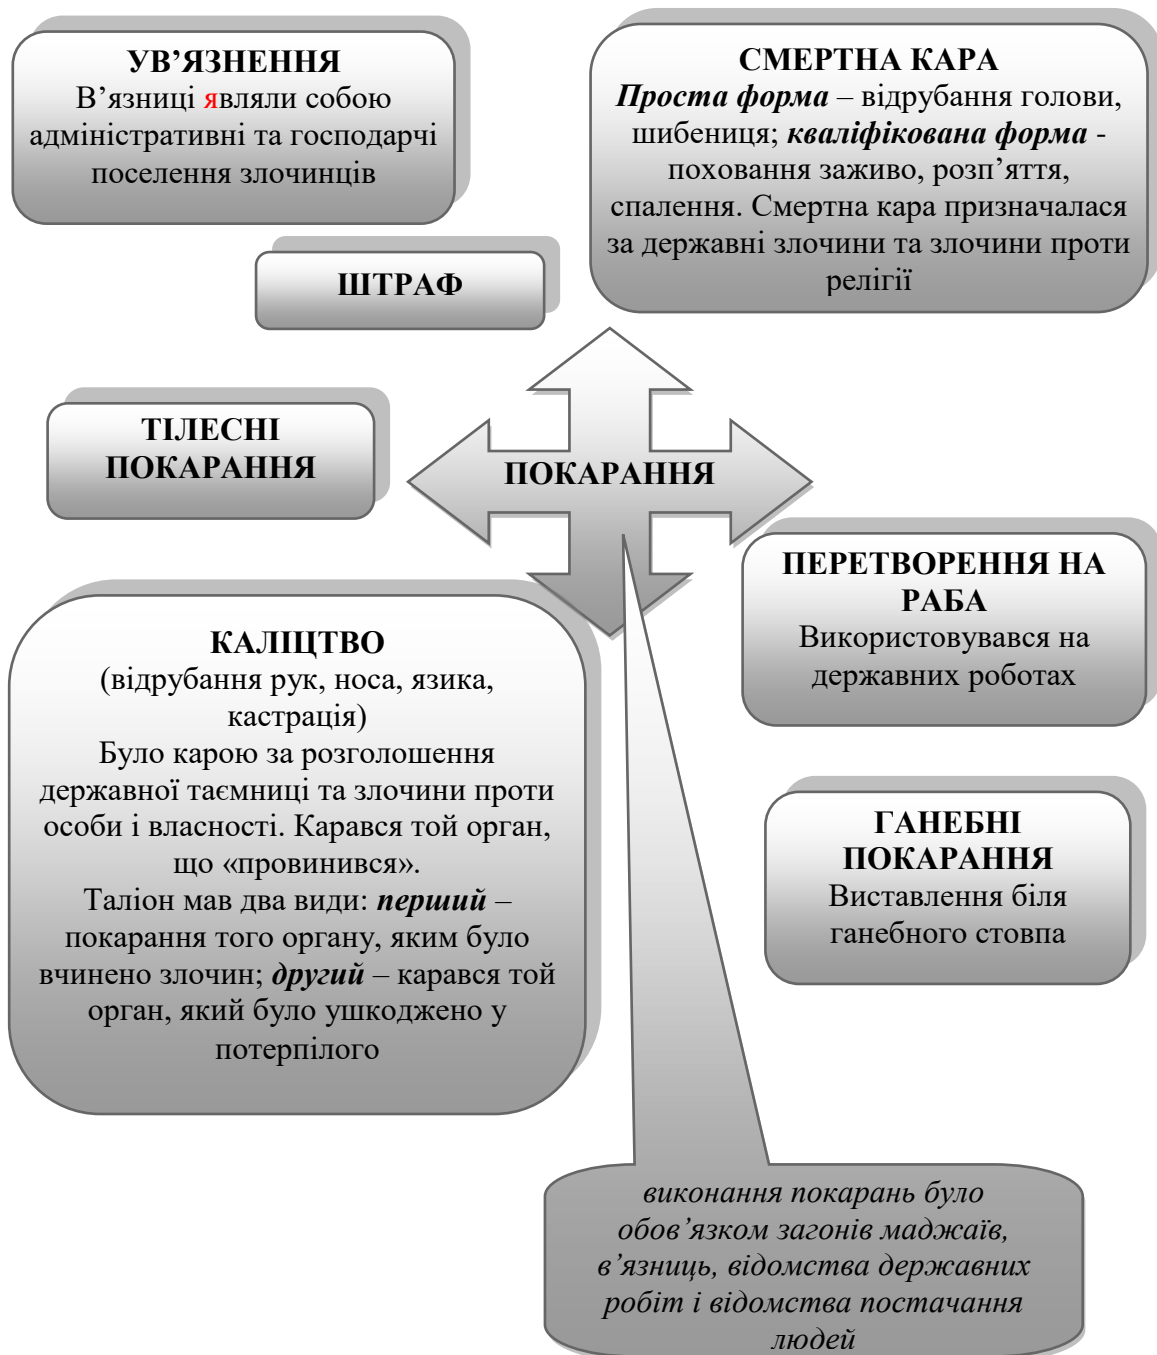 УВ’ЯЗНЕННЯ
В’язниці являли собою
адміністративні та господарчі
поселення злочинців
СМЕРТНА КАРА
Проста форма – відрубання голови,
шибениця; кваліфікована форма -
поховання заживо, розп’яття,
спалення. Смертна кара призначалася
за державні злочини та злочини проти
релігії
ШТРАФ
ТІЛЕСНІ
ПОКАРАННЯ
ПОКАРАННЯ
ПЕРЕТВОРЕННЯ НА
РАБА
Використовувався на
державних роботах
КАЛІЦТВО
(відрубання рук, носа, язика,
кастрація)
Було карою за розголошення
державної таємниці та злочини проти
особи і власності. Карався той орган,
що «провинився».
Таліон мав два види: перший –
покарання того органу, яким було
вчинено злочин; другий – карався той
орган, який було ушкоджено у
потерпілого
ГАНЕБНІ
ПОКАРАННЯ
Виставлення біля
ганебного стовпа
виконання покарань було
обов’язком загонів маджаїв,
в’язниць, відомства державних
робіт і відомства постачання
людей